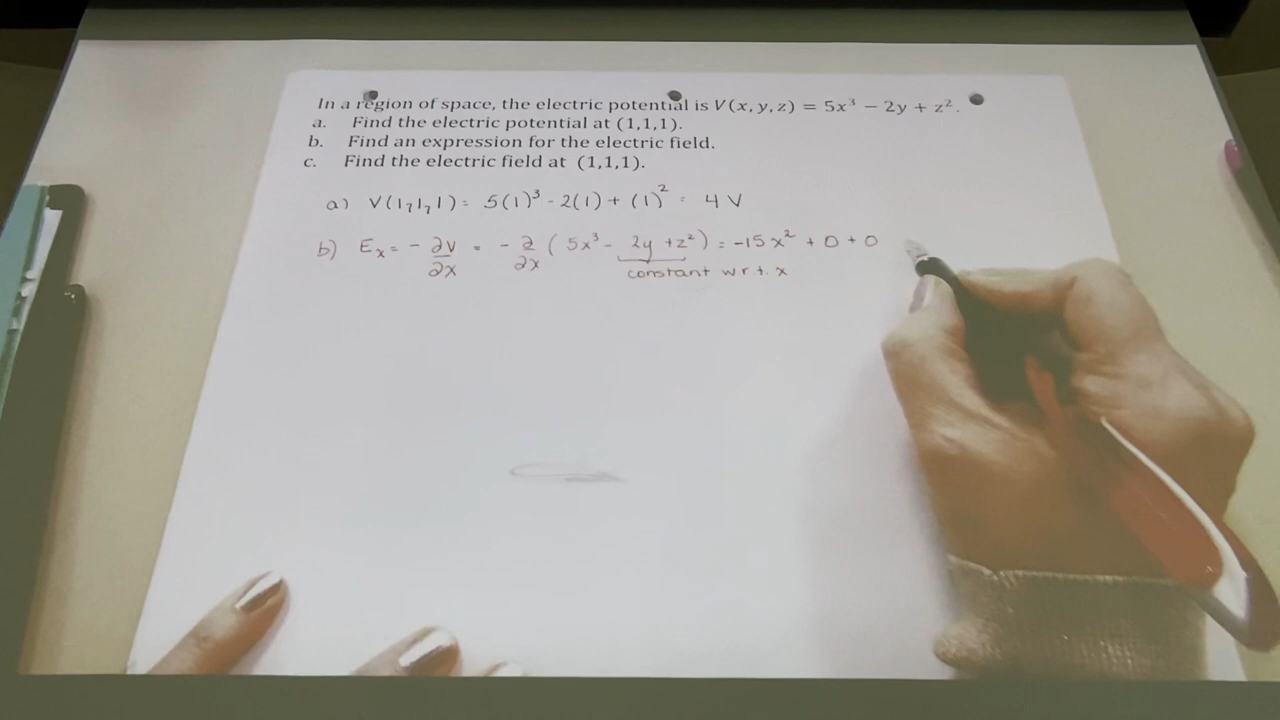 In a region of space, the electric potential is V(x, y, z) = 5x³ − 2y + z².
a. Find the electric potential at (1,1,1).
b. Find an expression for the electric field.
c. Find the electric field at (1,1,1).
a) V(1,1,1) = 5(1)³ - 2(1) + (1)² = 4 V
b) Eₓ = - ∂V/∂x = - ∂/∂x (5x³ - 2y + z²) = -15x² + 0 + 0
constant w r t. x